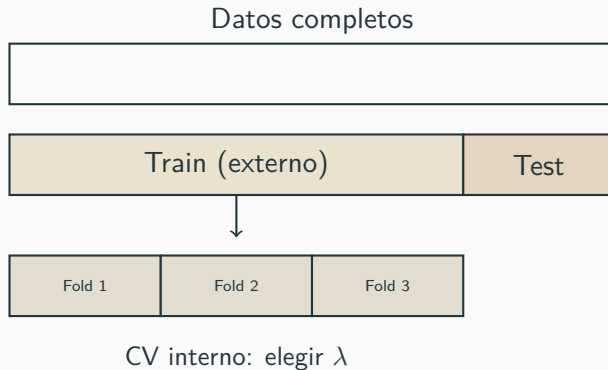 Datos completos
Train (externo) Test
Fold 1 Fold 2 Fold 3
CV interno: elegir λ